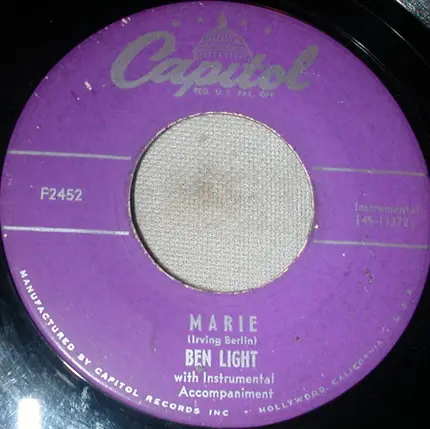 Capitol
REG. U.S. PAT. OFF.
F2452
Instrumental
MARIE
(Irving Berlin)
BEN LIGHT
with Instrumental
Accompaniment
MANUFACTURED BY CAPITOL RECORDS INC • HOLLYWOOD, CALIFORNIA • U.S.A.